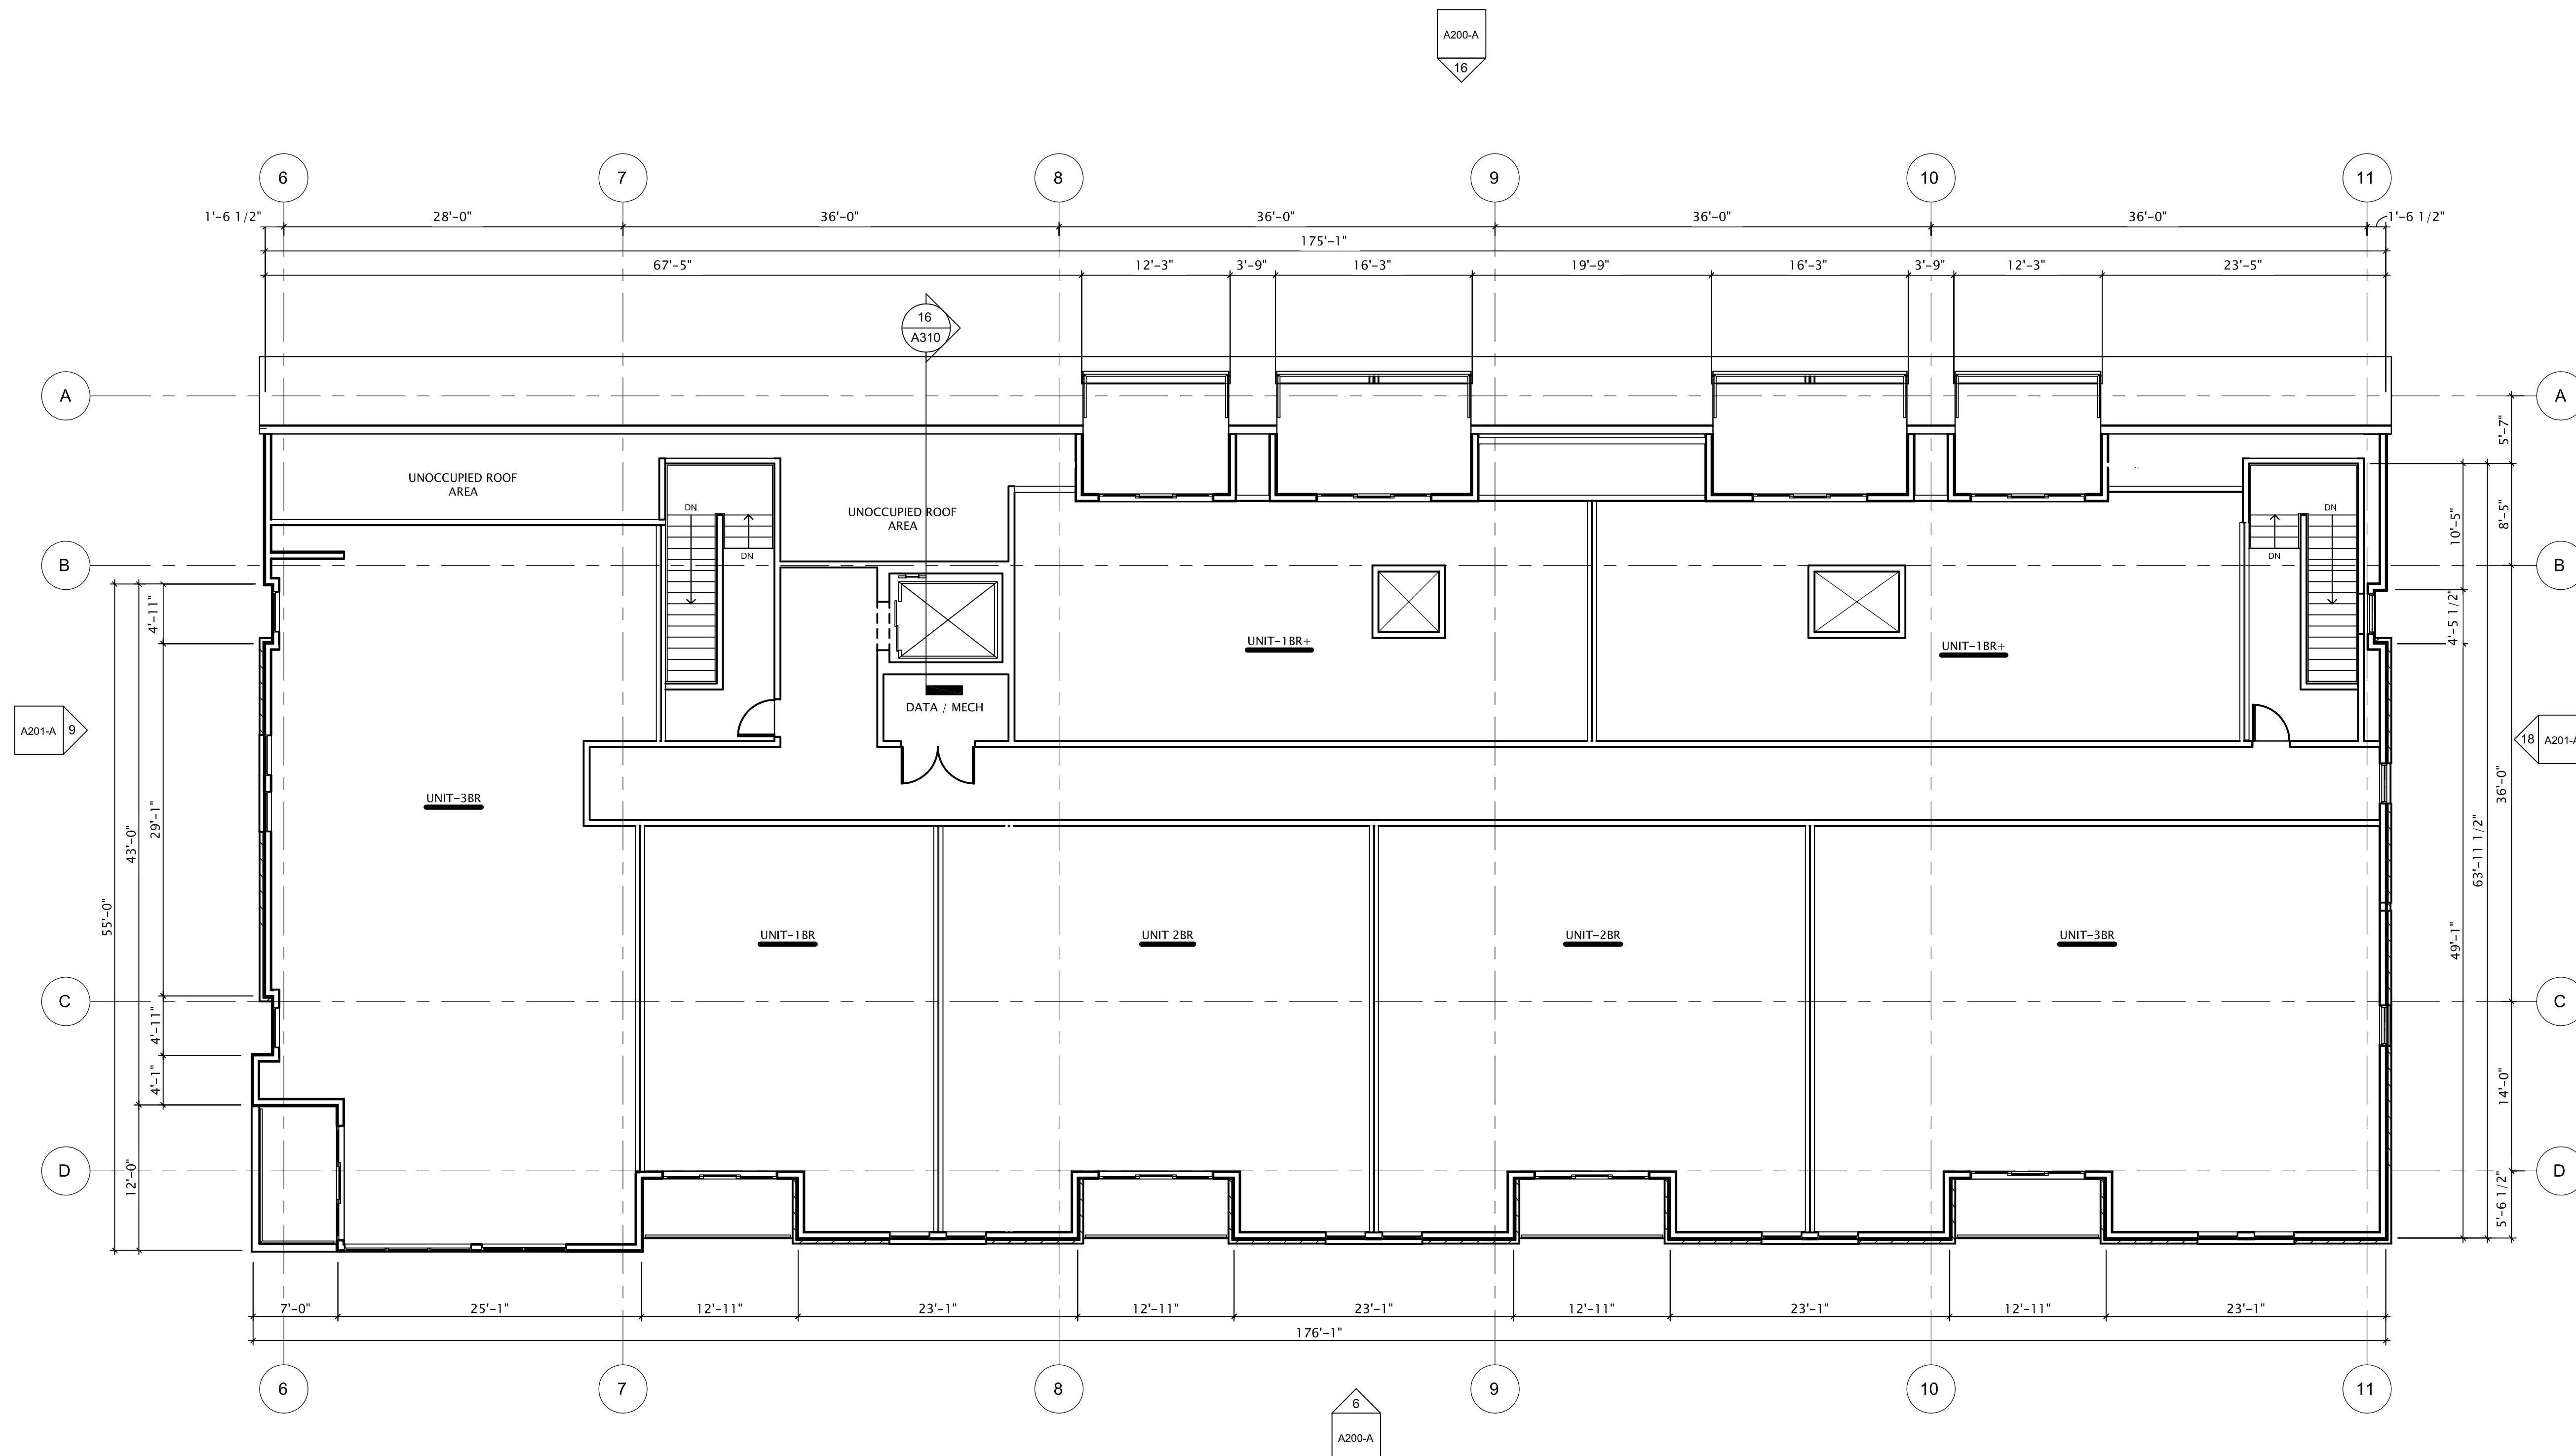 A200-A
16
6
7
8
9
10
11
1'-6 1/2"
28'-0"
36'-0"
36'-0"
36'-0"
36'-0"
1'-6 1/2"
175'-1"
67'-5"
12'-3"
3'-9"
16'-3"
19'-9"
16'-3"
3'-9"
12'-3"
23'-5"
16
A310
A
A
5'-7"
UNOCCUPIED ROOF
AREA
UNOCCUPIED ROOF
AREA
DN
DN
DN
DN
10'-5"
8'-5"
B
B
4'-11"
4'-5 1/2"
UNIT-1BR+
UNIT-1BR+
DATA / MECH
A201-A
9
18
A201-A
UNIT-3BR
29'-1"
43'-0"
55'-0"
36'-0"
63'-11 1/2"
49'-1"
UNIT-1BR
UNIT 2BR
UNIT-2BR
UNIT-3BR
C
C
4'-11"
4'-1"
14'-0"
D
D
12'-0"
5'-6 1/2"
7'-0"
25'-1"
12'-11"
23'-1"
12'-11"
23'-1"
12'-11"
23'-1"
12'-11"
23'-1"
176'-1"
6
7
8
9
10
11
6
A200-A